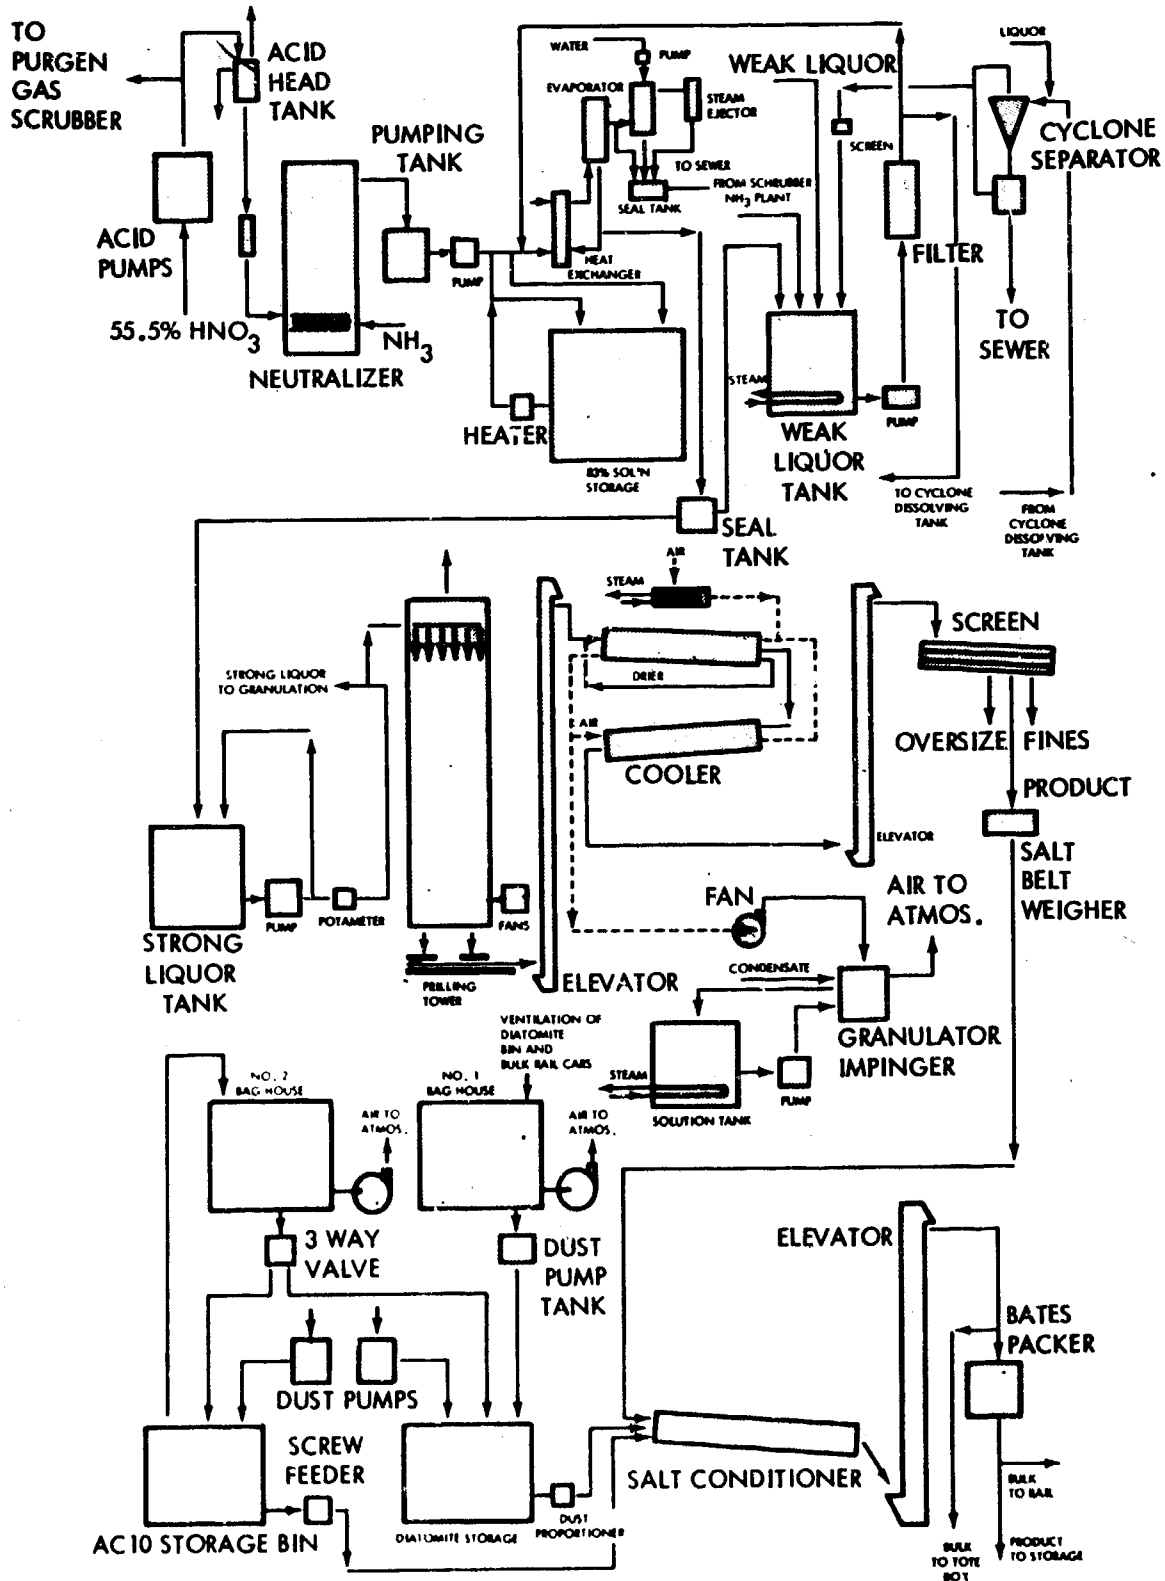 TO
PURGEN
GAS
SCRUBBER
ACID
HEAD
TANK
ACID
PUMPS
55.5% HNO3
PUMPING
TANK
NEUTRALIZER
NH3
PUMP
HEATER
83% SOL'N
STORAGE
WATER
PUMP
EVAPORATOR
STEAM
EJECTOR
TO SEWER
SEAL TANK
FROM SCHRUBBER
NH3 PLANT
HEAT
EXCHANGER
WEAK LIQUOR
SCREEN
FILTER
STEAM
WEAK
LIQUOR
TANK
PUMP
LIQUOR
CYCLONE
SEPARATOR
TO
SEWER
TO CYCLONE
DISSOLVING
TANK
FROM
CYCLONE
DISSOLVING
TANK
SEAL
TANK
STRONG LIQUOR
TO GRANULATION
STRONG
LIQUOR
TANK
PUMP
POTAMETER
FANS
PRILLING
TOWER
ELEVATOR
AIR
STEAM
DRIER
AIR
COOLER
ELEVATOR
SCREEN
OVERSIZE
FINES
PRODUCT
SALT
BELT
WEIGHER
FAN
AIR TO
ATMOS.
CONDENSATE
GRANULATOR
IMPINGER
STEAM
SOLUTION TANK
PUMP
VENTILATION OF
DIATOMITE
BIN AND
BULK RAIL CARS
NO. 2
BAG HOUSE
NO. 1
BAG HOUSE
AIR TO
ATMOS.
AIR TO
ATMOS.
3 WAY
VALVE
DUST
PUMP
TANK
DUST PUMPS
SCREW
FEEDER
AC10 STORAGE BIN
DIATOMITE STORAGE
DUST
PROPORTIONER
SALT CONDITIONER
ELEVATOR
BATES
PACKER
BULK
TO RAIL
BULK
TO TOTE
BOX
PRODUCT
TO STORAGE